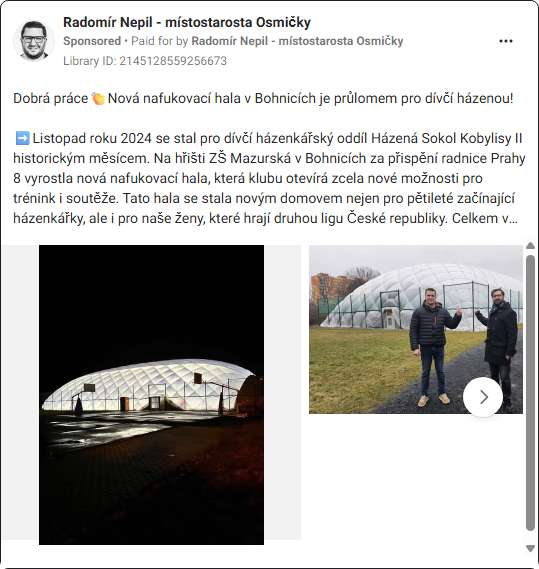 Radomír Nepil - místostarosta Osmičky
Sponsored • Paid for by Radomír Nepil - místostarosta Osmičky
Library ID: 2145128559256673
Dobrá práce 👏 Nová nafukovací hala v Bohnicích je průlomem pro dívčí házenou!
➡️ Listopad roku 2024 se stal pro dívčí házenkářský oddíl Házená Sokol Kobylisy II
historickým měsícem. Na hřišti ZŠ Mazurská v Bohnicích za přispění radnice Prahy
8 vyrostla nová nafukovací hala, která klubu otevírá zcela nové možnosti pro
trénink i soutěže. Tato hala se stala novým domovem nejen pro pětileté začínající
házenkářky, ale i pro naše ženy, které hrají druhou ligu České republiky. Celkem v...